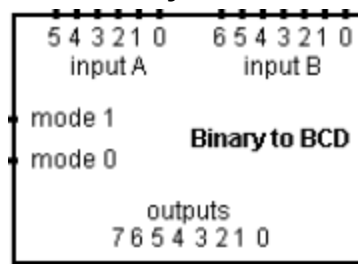 5 4 3 2 1 0 6 5 4 3 2 1 0
input A input B
mode 1
Binary to BCD
mode 0
outputs
7 6 5 4 3 2 1 0